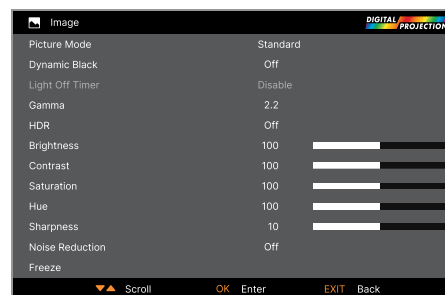 Image
DIGITAL PROJECTION
Picture Mode Standard
Dynamic Black Off
Light Off Timer Disable
Gamma 2.2
HDR Off
Brightness 100
Contrast 100
Saturation 100
Hue 100
Sharpness 10
Noise Reduction Off
Freeze
Scroll OK Enter EXIT Back